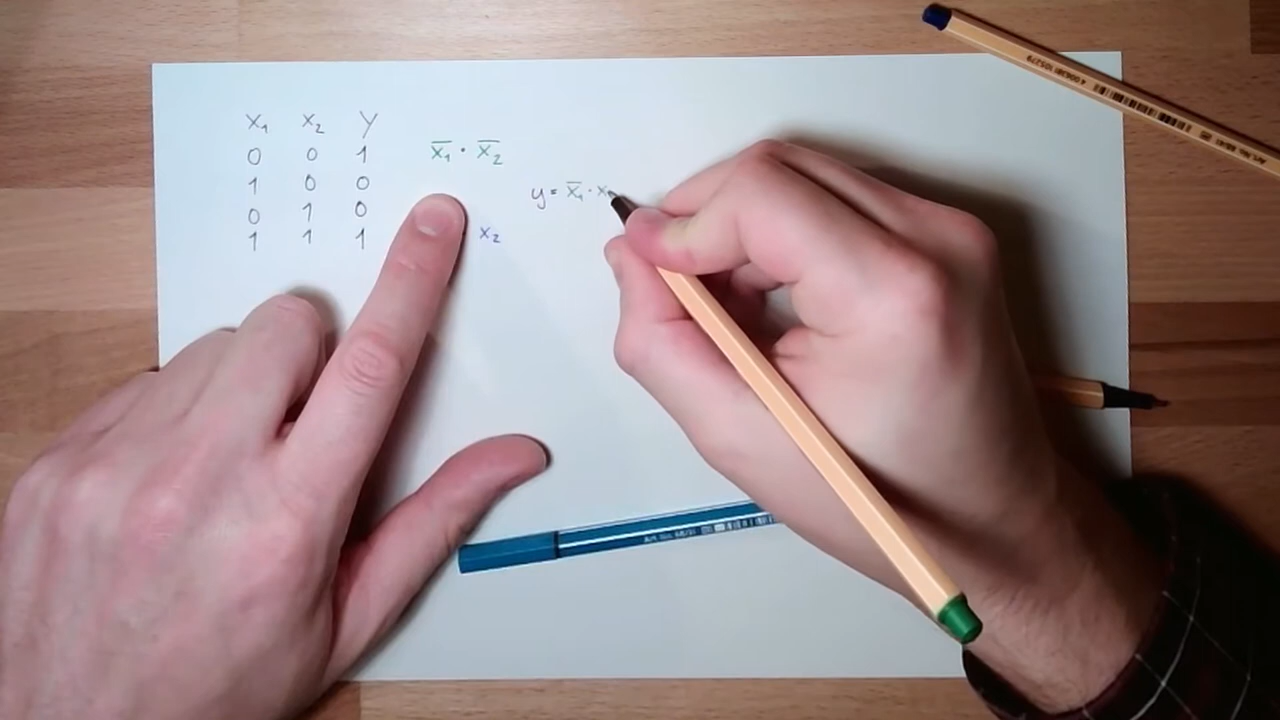 x₁ x₂ y
0 0 1 x̅₁ · x̅₂
1 0 0 y = x̅₁ · x
0 1 0
1 1 1 x₂